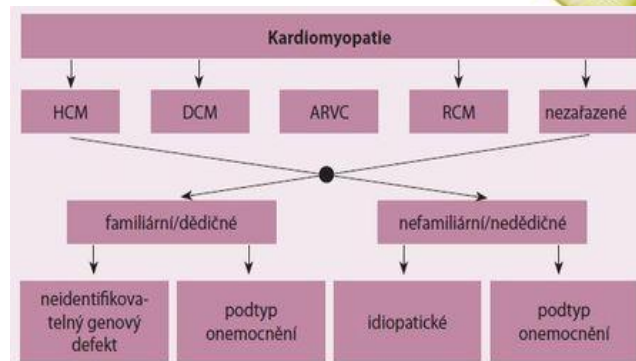 Kardiomyopatie
HCM
DCM
ARVC
RCM
nezařazené
familiární/dědičné
nefamiliární/nedědičné
neidentifikova-
telný genový
defekt
podtyp
onemocnění
idiopatické
podtyp
onemocnění